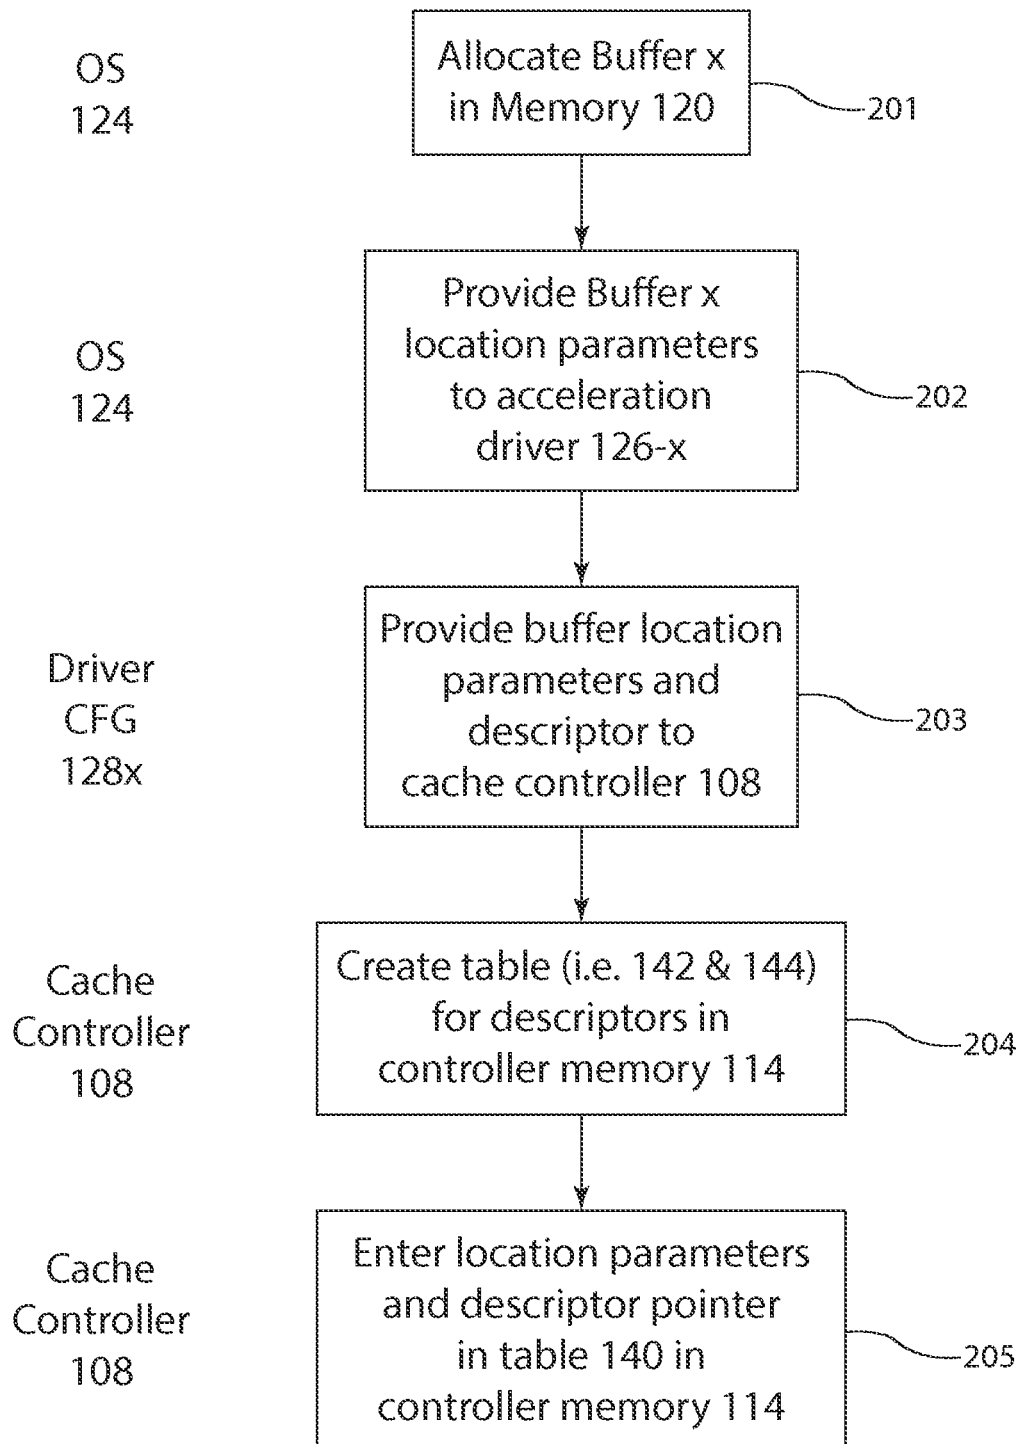 OS
124
Allocate Buffer x
in Memory 120
201
OS
124
Provide Buffer x
location parameters
to acceleration
driver 126-x
202
Driver
CFG
128x
Provide buffer location
parameters and
descriptor to
cache controller 108
203
Cache
Controller
108
Create table (i.e. 142 & 144)
for descriptors in
controller memory 114
204
Cache
Controller
108
Enter location parameters
and descriptor pointer
in table 140 in
controller memory 114
205